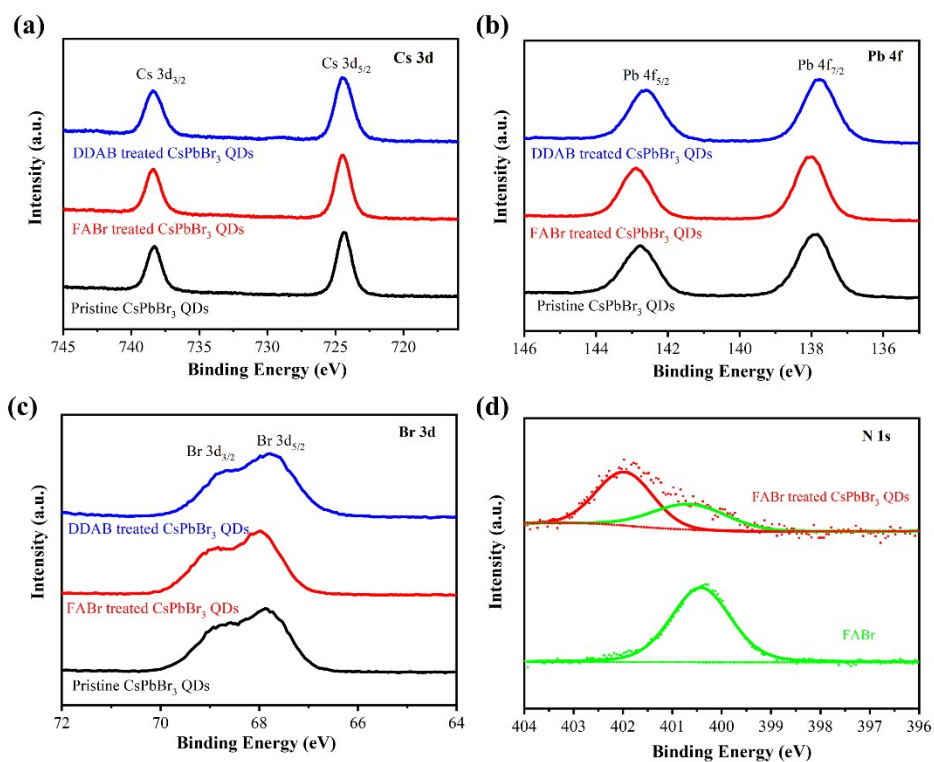 (a)
Cs 3d
Cs 3d3/2
Cs 3d5/2
DDAB treated CsPbBr3 QDs
FABr treated CsPbBr3 QDs
Pristine CsPbBr3 QDs
Intensity (a.u.)
745 740 735 730 725 720
Binding Energy (eV)
(b)
Pb 4f
Pb 4f5/2
Pb 4f7/2
DDAB treated CsPbBr3 QDs
FABr treated CsPbBr3 QDs
Pristine CsPbBr3 QDs
Intensity (a.u.)
146 144 142 140 138 136
Binding Energy (eV)
(c)
Br 3d
Br 3d3/2
Br 3d5/2
DDAB treated CsPbBr3 QDs
FABr treated CsPbBr3 QDs
Pristine CsPbBr3 QDs
Intensity (a.u.)
72 70 68 66 64
Binding Energy (eV)
(d)
N 1s
FABr treated CsPbBr3 QDs
FABr
Intensity (a.u.)
404 403 402 401 400 399 398 397 396
Binding Energy (eV)